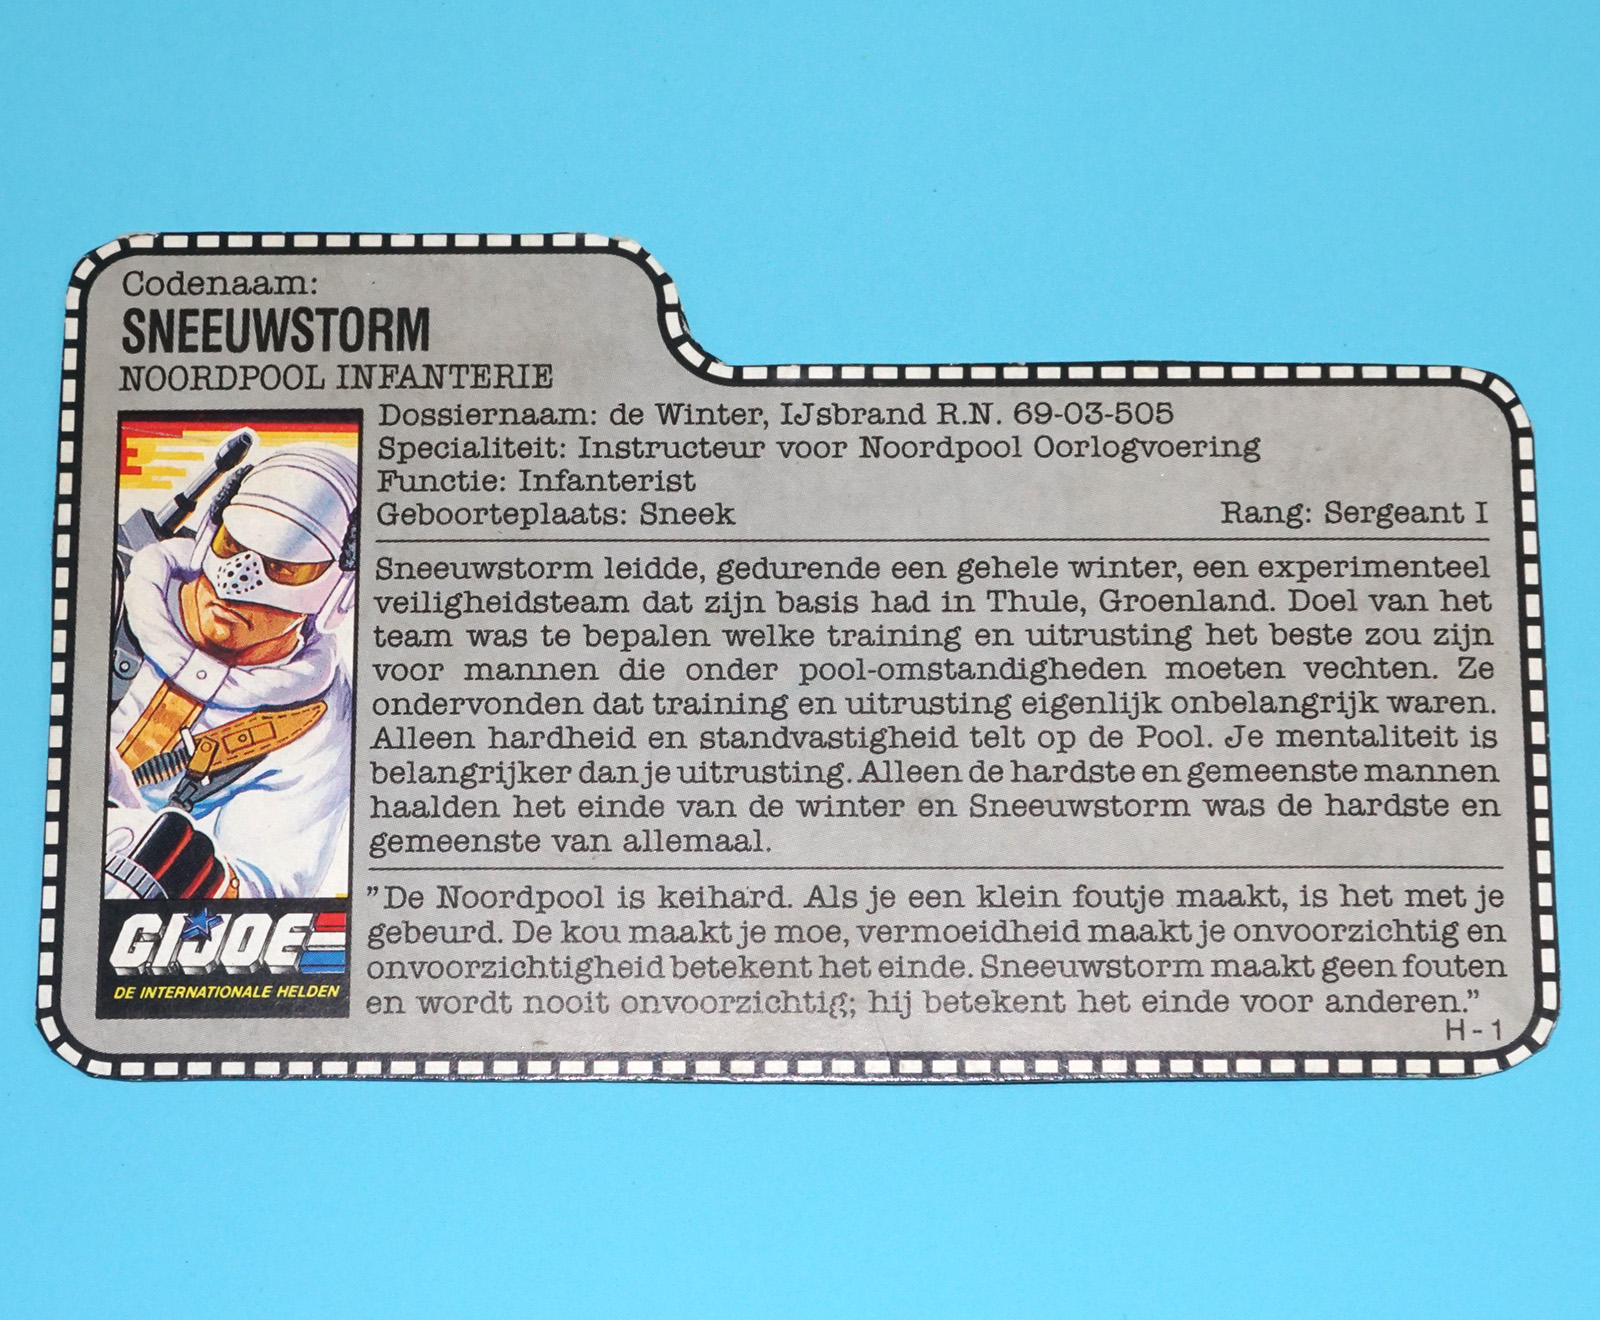 Codenaam:
SNEEUWSTORM
NOORDPOOL INFANTERIE
Dossiernaam: de Winter, IJsbrand R.N. 69-03-505
Specialiteit: Instructeur voor Noordpool Oorlogvoering
Functie: Infanterist
Geboorteplaats: Sneek Rang: Sergeant I
Sneeuwstorm leidde, gedurende een gehele winter, een experimenteel
veiligheidsteam dat zijn basis had in Thule, Groenland. Doel van het
team was te bepalen welke training en uitrusting het beste zou zijn
voor mannen die onder pool-omstandigheden moeten vechten. Ze
ondervonden dat training en uitrusting eigenlijk onbelangrijk waren.
Alleen hardheid en standvastigheid telt op de Pool. Je mentaliteit is
belangrijker dan je uitrusting. Alleen de hardste en gemeenste mannen
haalden het einde van de winter en Sneeuwstorm was de hardste en
gemeenste van allemaal.
”De Noordpool is keihard. Als je een klein foutje maakt, is het met je
gebeurd. De kou maakt je moe, vermoeidheid maakt je onvoorzichtig en
onvoorzichtigheid betekent het einde. Sneeuwstorm maakt geen fouten
en wordt nooit onvoorzichtig; hij betekent het einde voor anderen.”
H-1
GI JOE
DE INTERNATIONALE HELDEN